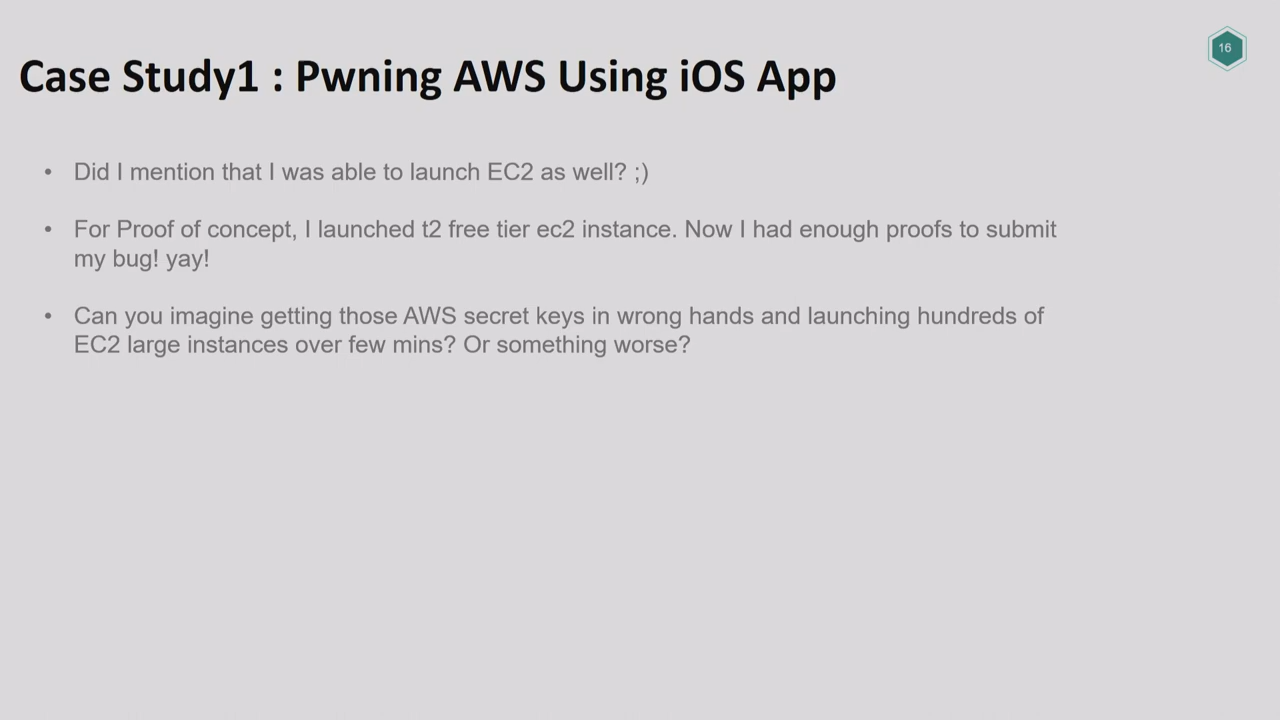 16
Case Study1 : Pwning AWS Using iOS App
• Did I mention that I was able to launch EC2 as well? ;)
• For Proof of concept, I launched t2 free tier ec2 instance. Now I had enough proofs to submit
my bug! yay!
• Can you imagine getting those AWS secret keys in wrong hands and launching hundreds of
EC2 large instances over few mins? Or something worse?